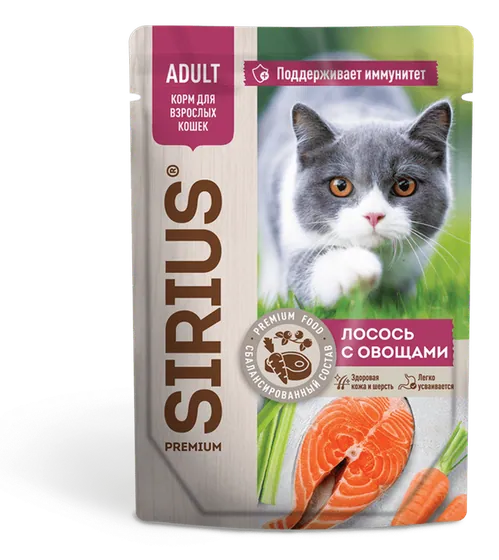 ADULT
КОРМ ДЛЯ
ВЗРОСЛЫХ
КОШЕК
Поддерживает иммунитет
SIRIUS®
PREMIUM
PREMIUM FOOD
СБАЛАНСИРОВАННЫЙ СОСТАВ
ЛОСОСЬ
С ОВОЩАМИ
Здоровая
кожа и шерсть
Легко
усваивается